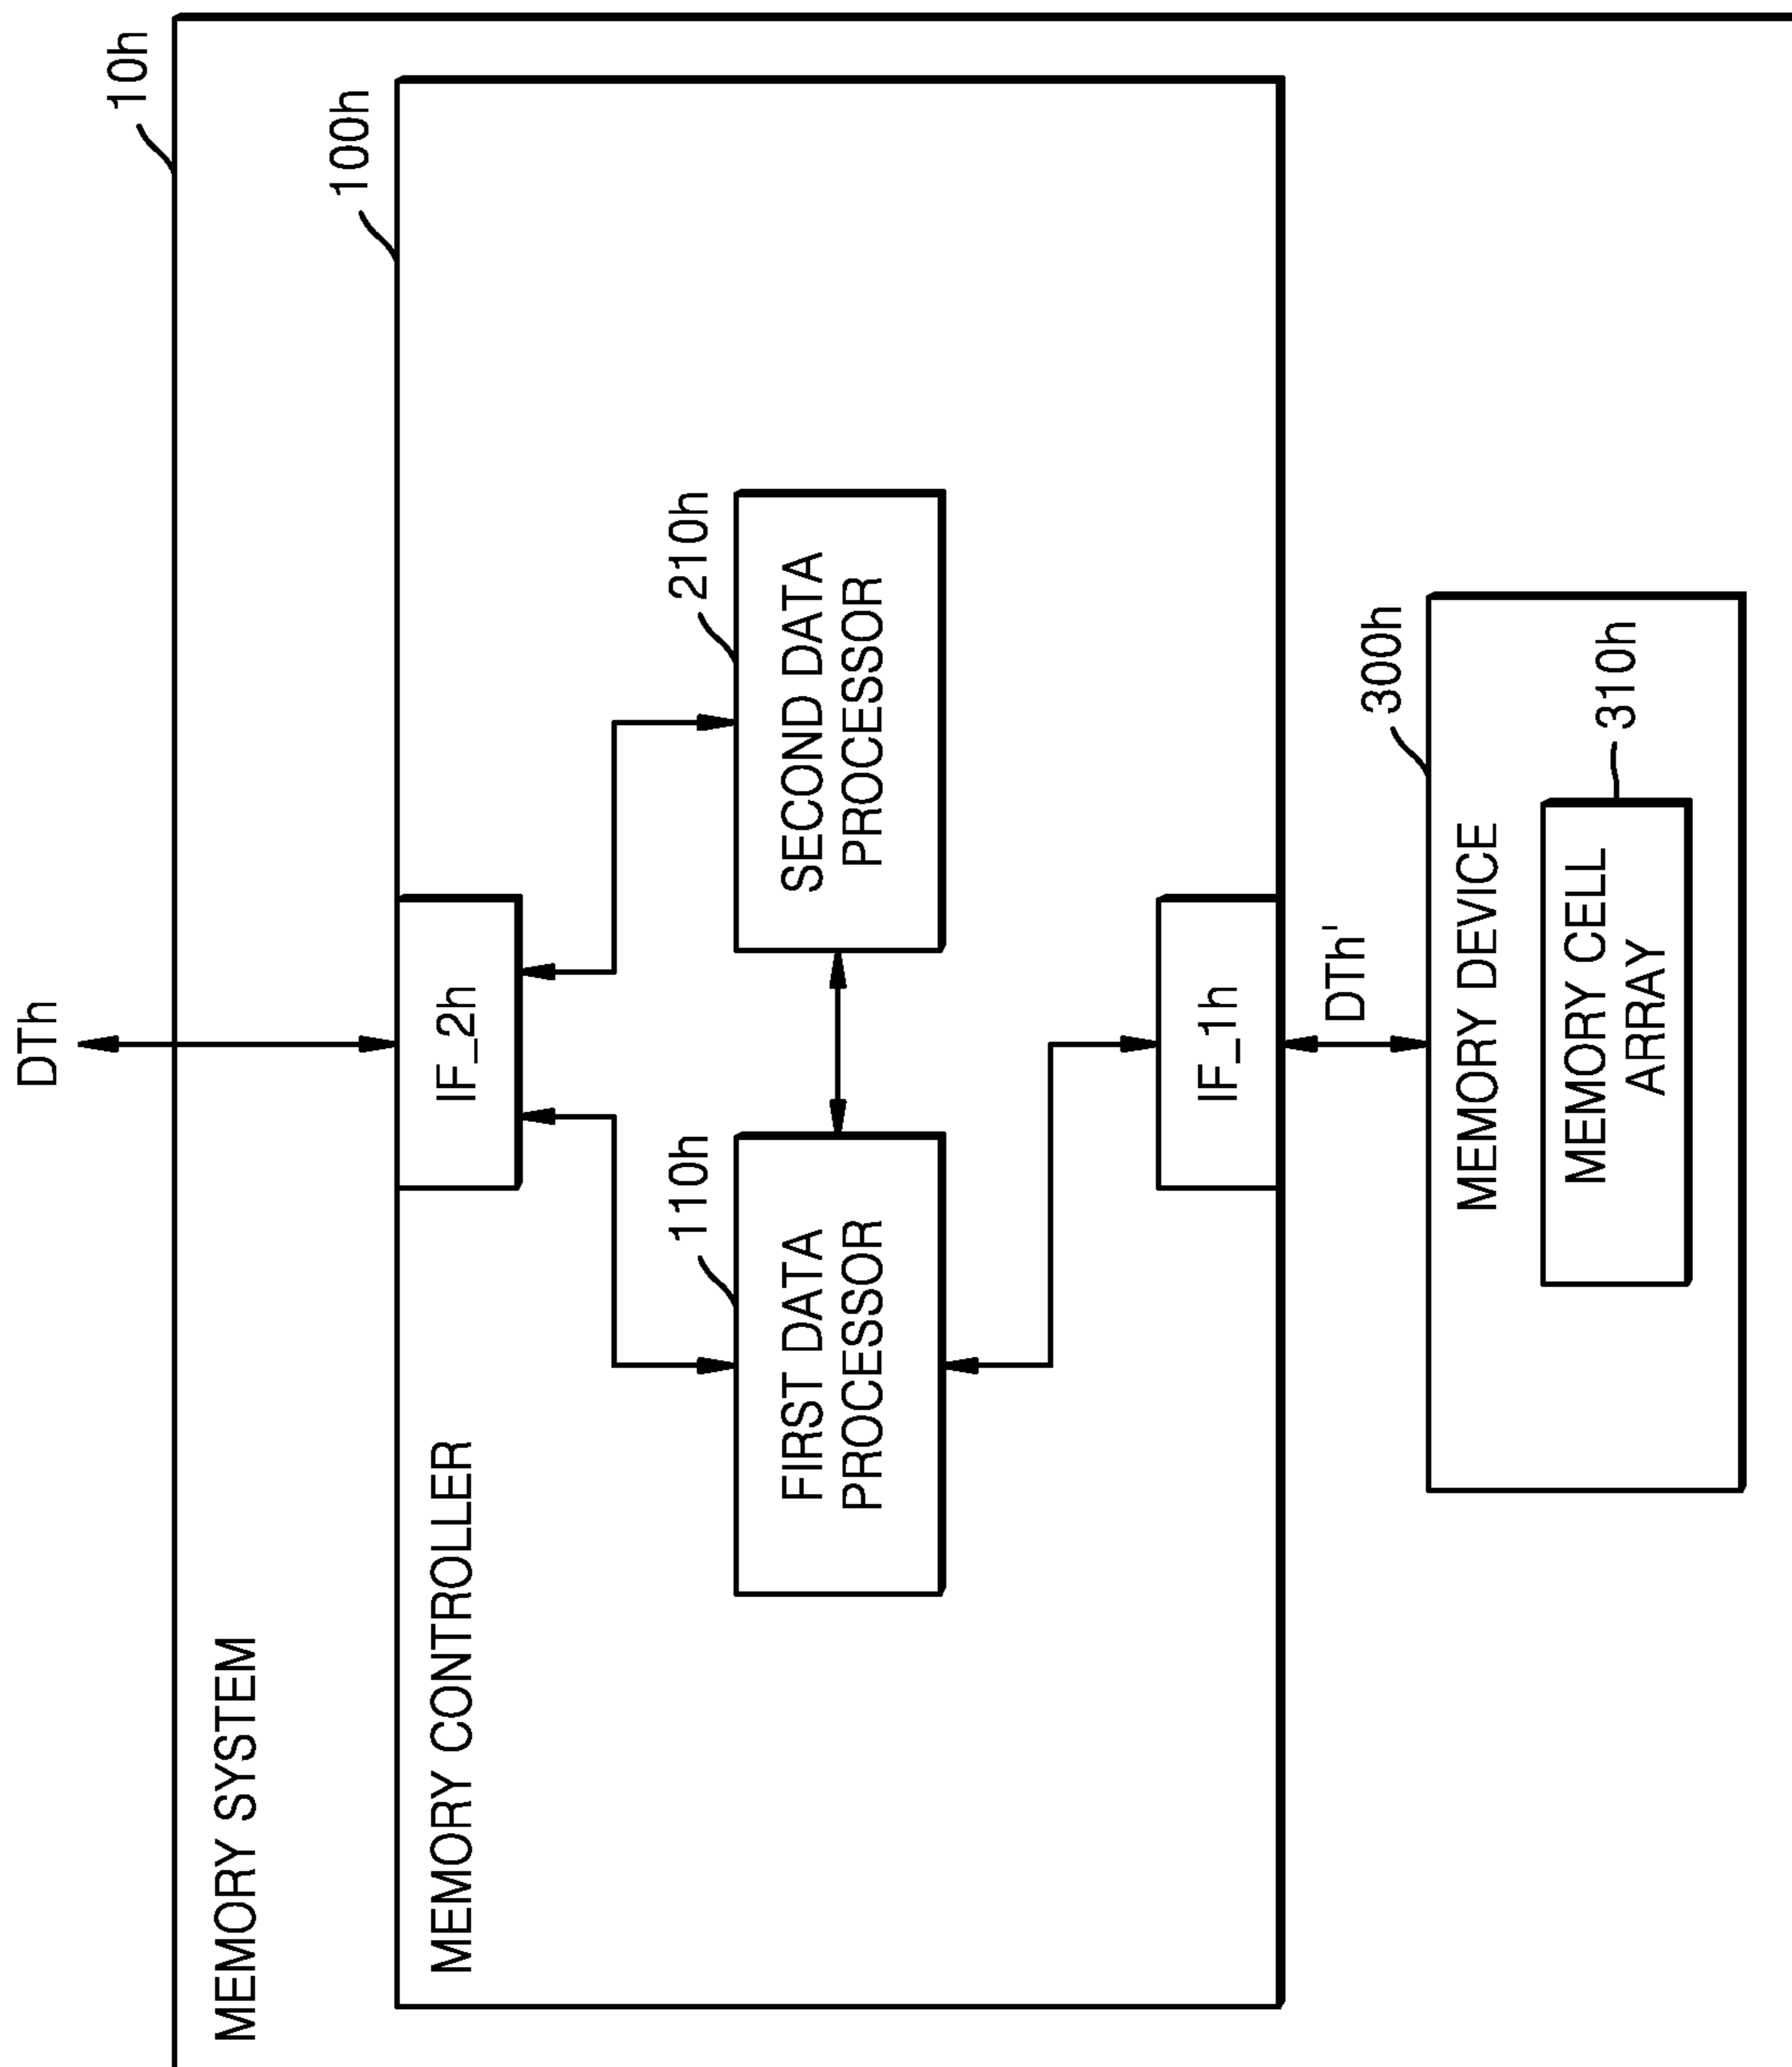 DTh
10h
MEMORY SYSTEM
100h
MEMORY CONTROLLER
IF_2h
110h
FIRST DATA
PROCESSOR
210h
SECOND DATA
PROCESSOR
IF_1h
DTh'
300h
MEMORY DEVICE
310h
MEMORY CELL
ARRAY